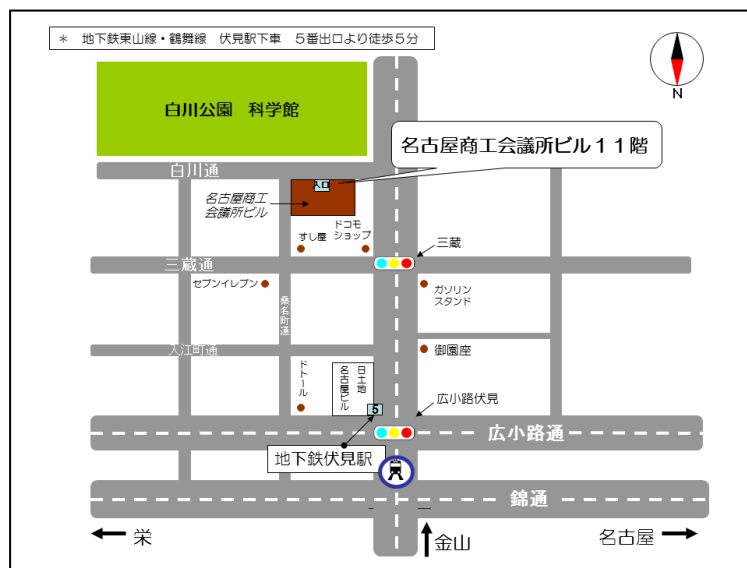 ＊　地下鉄東山線・鶴舞線　伏見駅下車　５番出口より徒歩５分
N
白川公園　科学館
名古屋商工会議所ビル１１階
白川通
入口
名古屋商工
会議所ビル
ドコモ
ショップ
すし屋
三蔵
三蔵通
セブンイレブン
ガソリン
スタンド
桑名町通
入江町通
御園座
ドトール
日土地
名古屋ビル
広小路伏見
5
広小路通
地下鉄伏見駅
錦通
栄
金山
名古屋